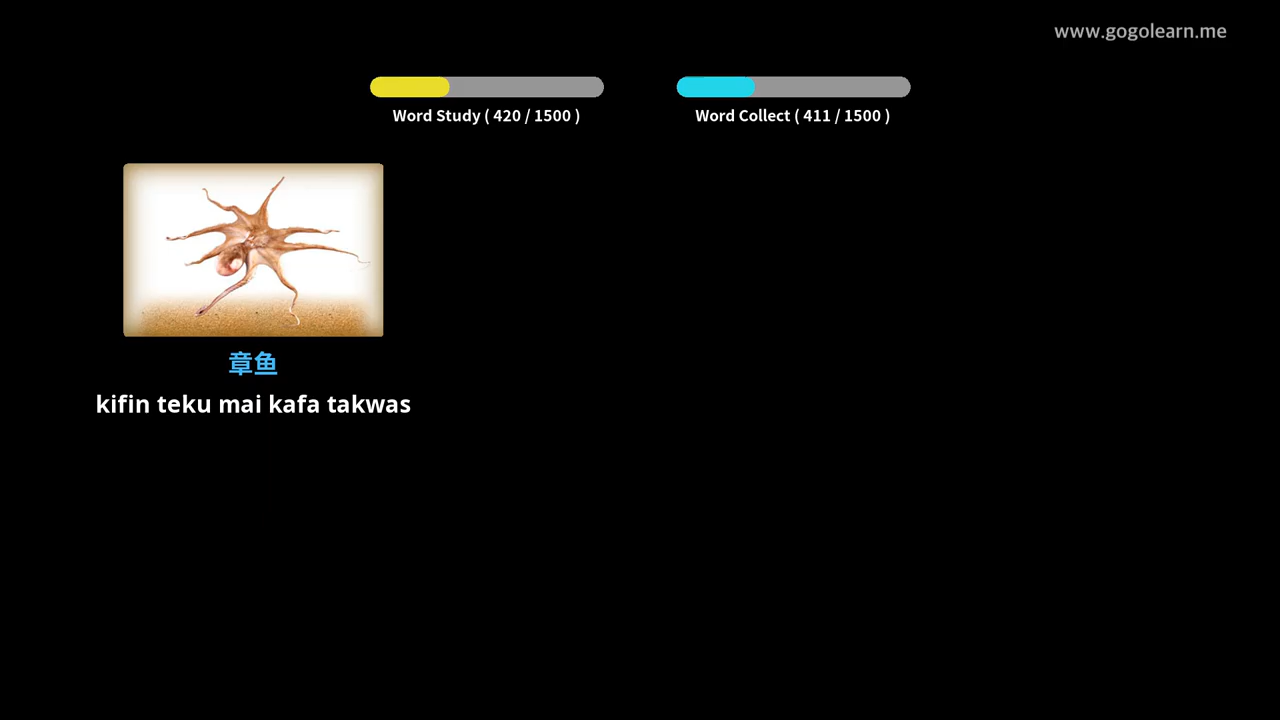 www.gogolearn.me
Word Study ( 420 / 1500 )
Word Collect ( 411 / 1500 )
章鱼
kifin teku mai kafa takwas